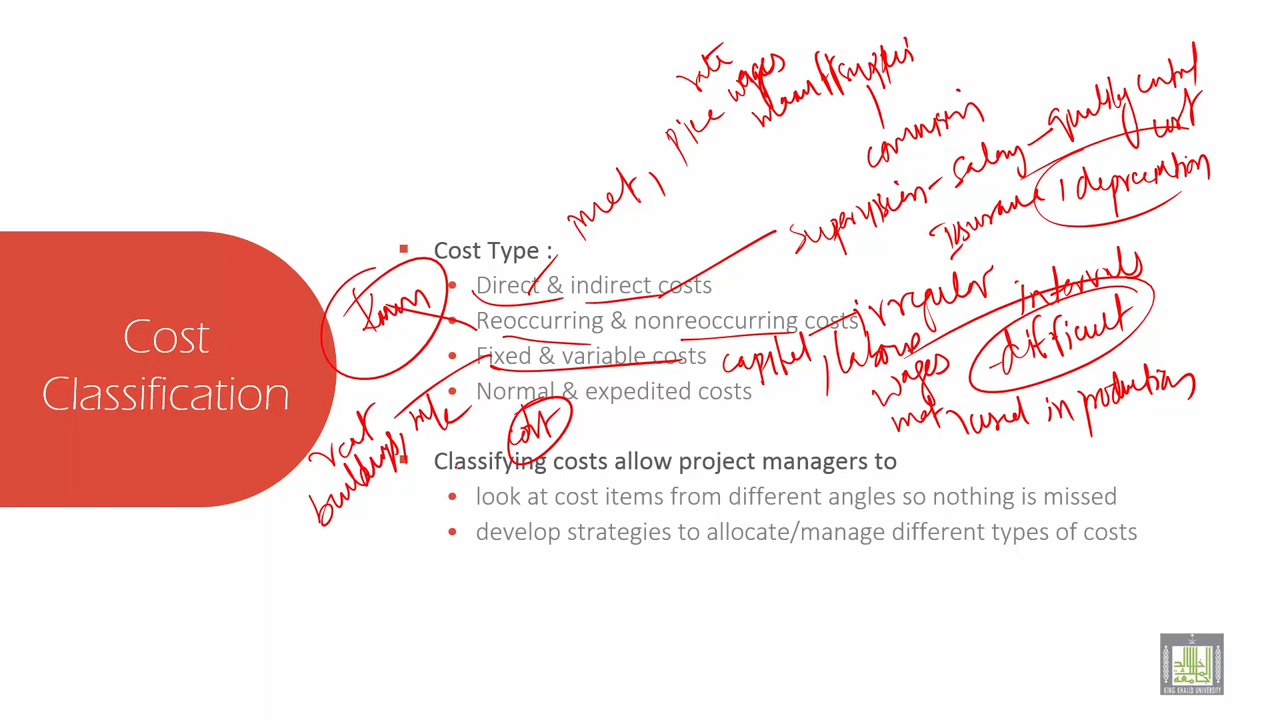 rate
piece wages
commission
supervision - salary - quality control
cost
Insurance, depreciation
Cost Type :
Direct & indirect costs
Reoccurring & nonreoccurring costs
irregular intervals
Fixed & variable costs
capital, labour
wages
difficult
Normal & expedited costs
used in production
Cost
Classification
rent
buildings,
cost
Classifying costs allow project managers to
look at cost items from different angles so nothing is missed
develop strategies to allocate/manage different types of costs
KING KHALID UNIVERSITY